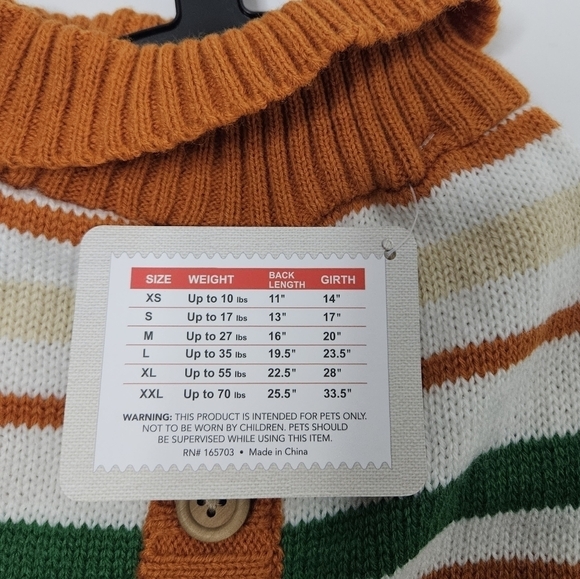 SIZE WEIGHT BACK LENGTH GIRTH
XS Up to 10 lbs 11" 14"
S Up to 17 lbs 13" 17"
M Up to 27 lbs 16" 20"
L Up to 35 lbs 19.5" 23.5"
XL Up to 55 lbs 22.5" 28"
XXL Up to 70 lbs 25.5" 33.5"
WARNING: THIS PRODUCT IS INTENDED FOR PETS ONLY.
NOT TO BE WORN BY CHILDREN. PETS SHOULD
BE SUPERVISED WHILE USING THIS ITEM.
RN# 165703 • Made in China